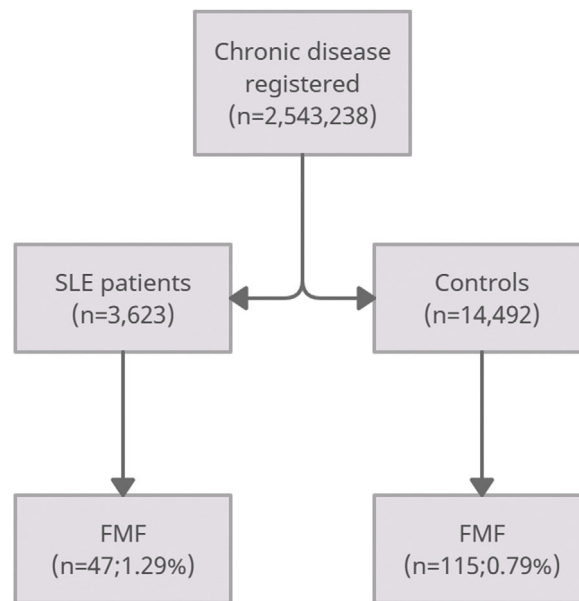 Chronic disease
registered
(n=2,543,238)
SLE patients
(n=3,623)
Controls
(n=14,492)
FMF
(n=47;1.29%)
FMF
(n=115;0.79%)